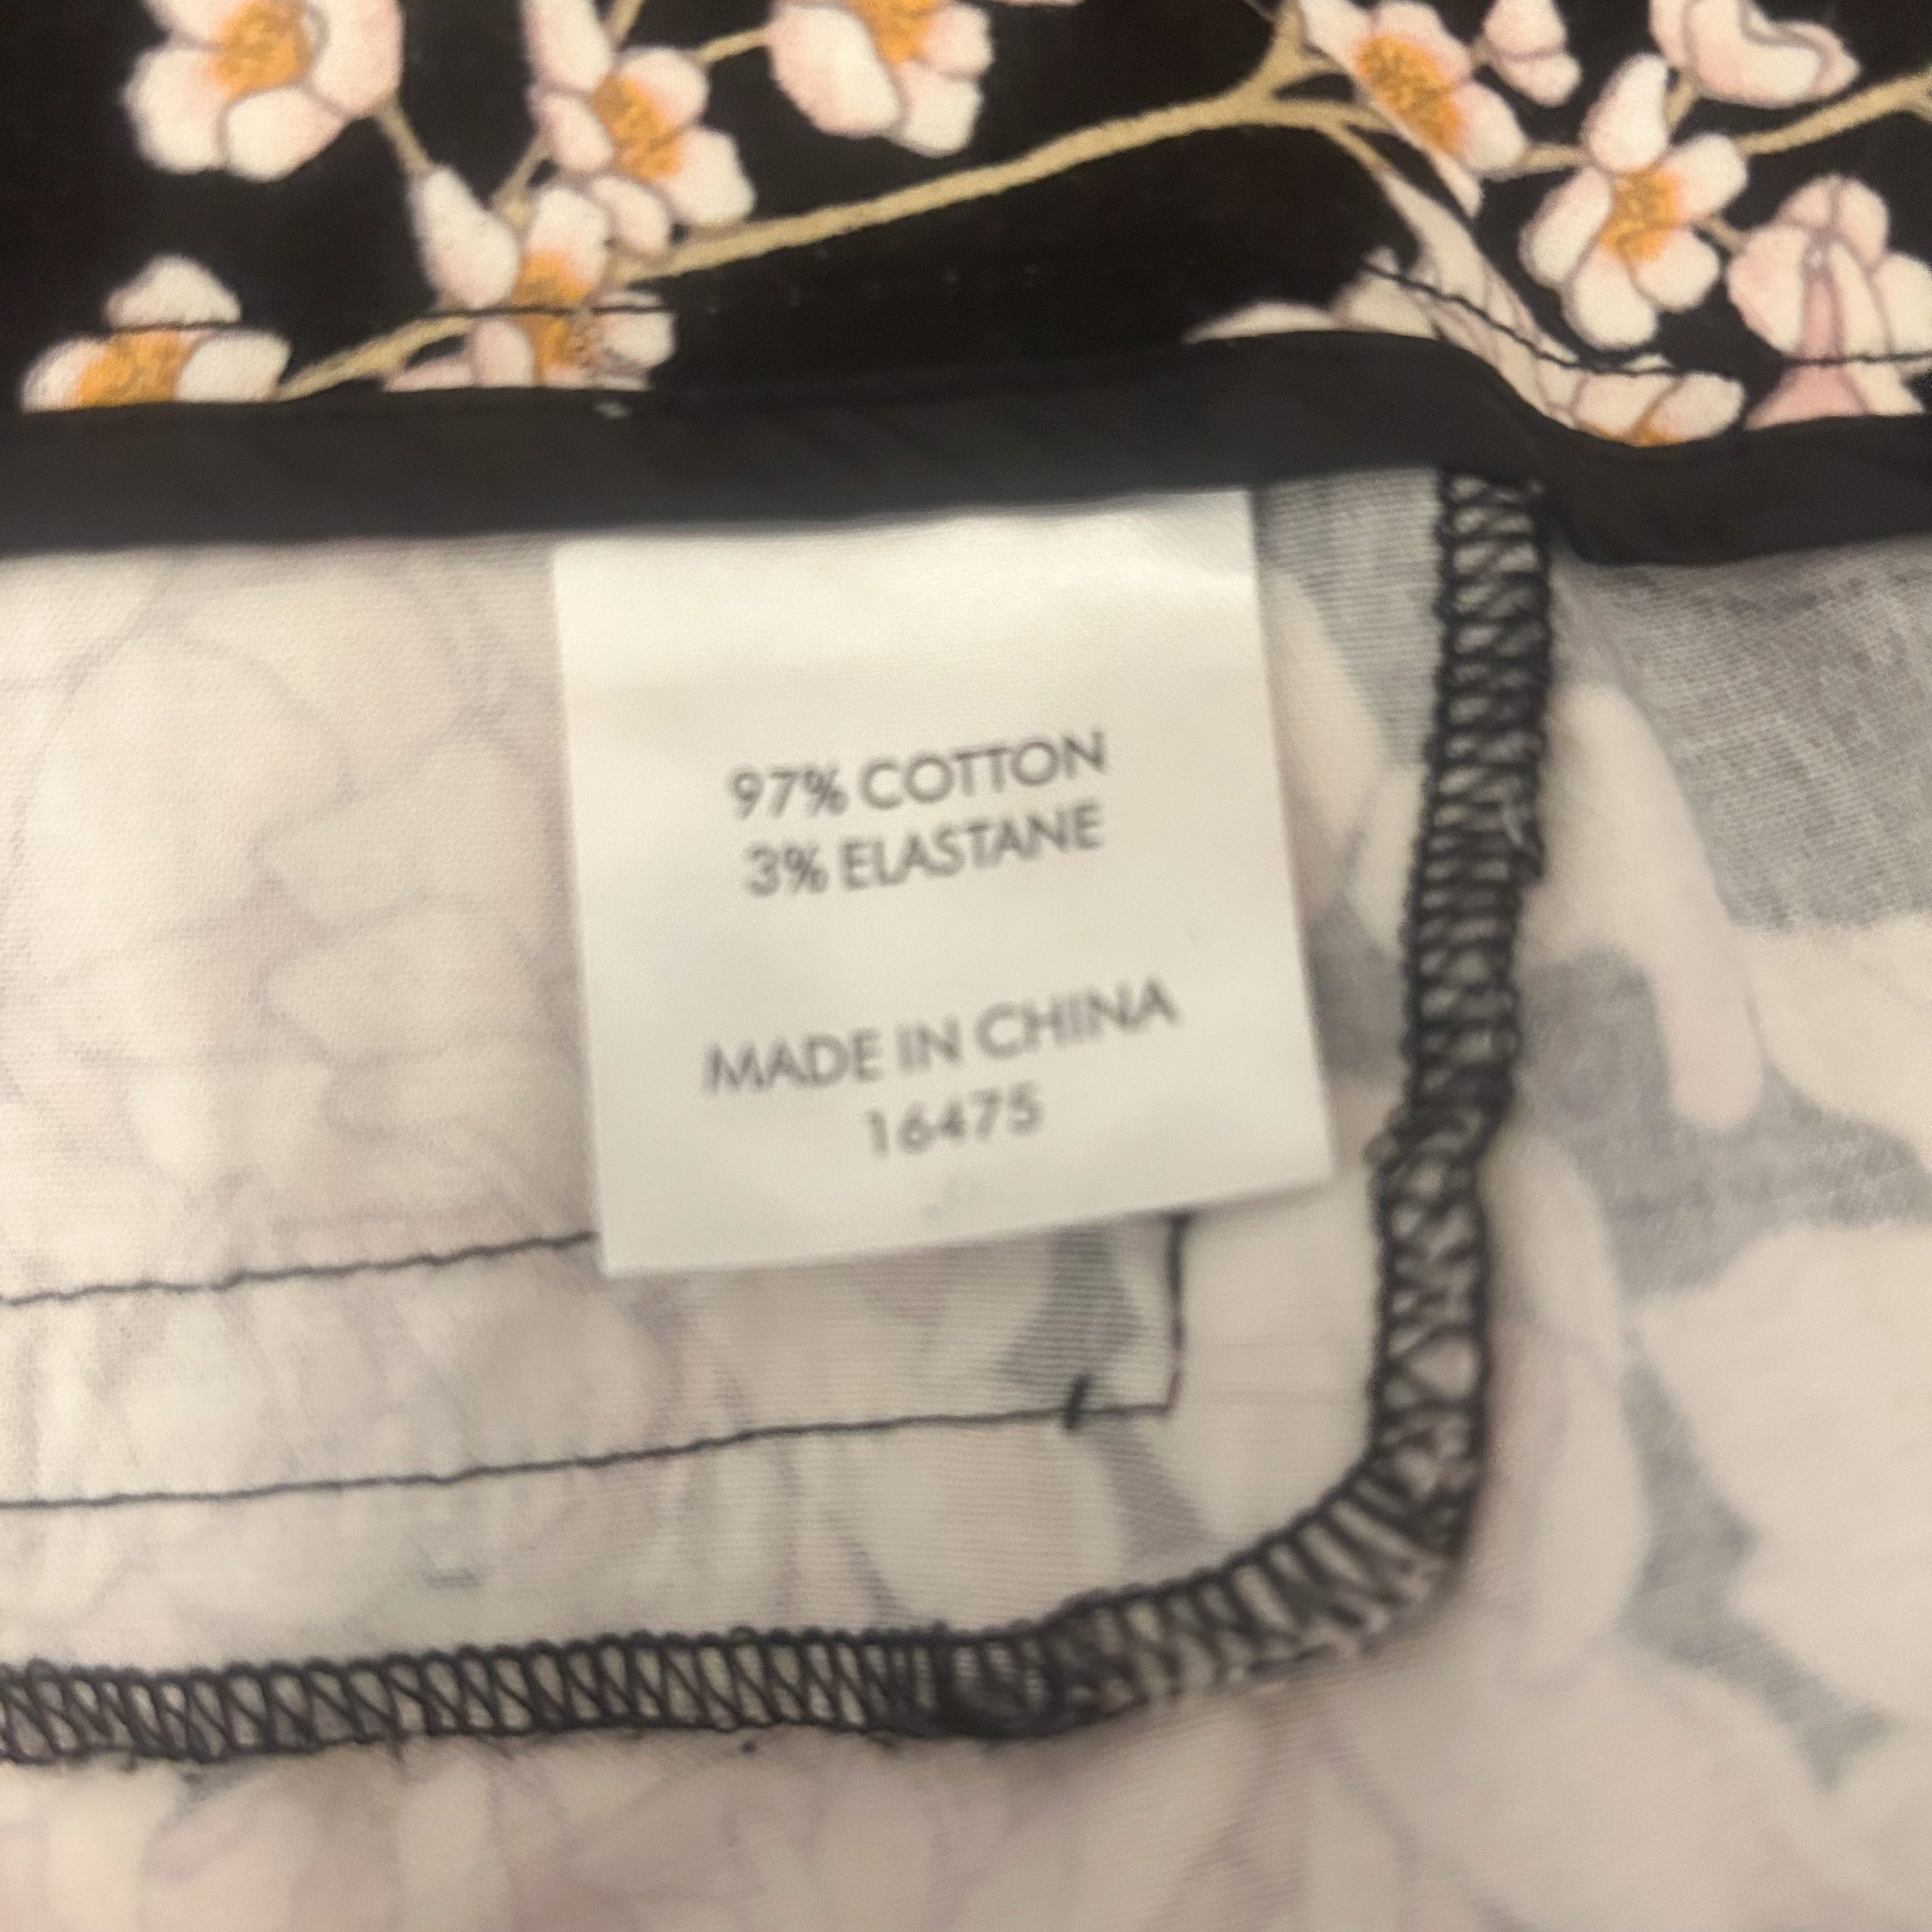 97% COTTON
3% ELASTANE
MADE IN CHINA
16475